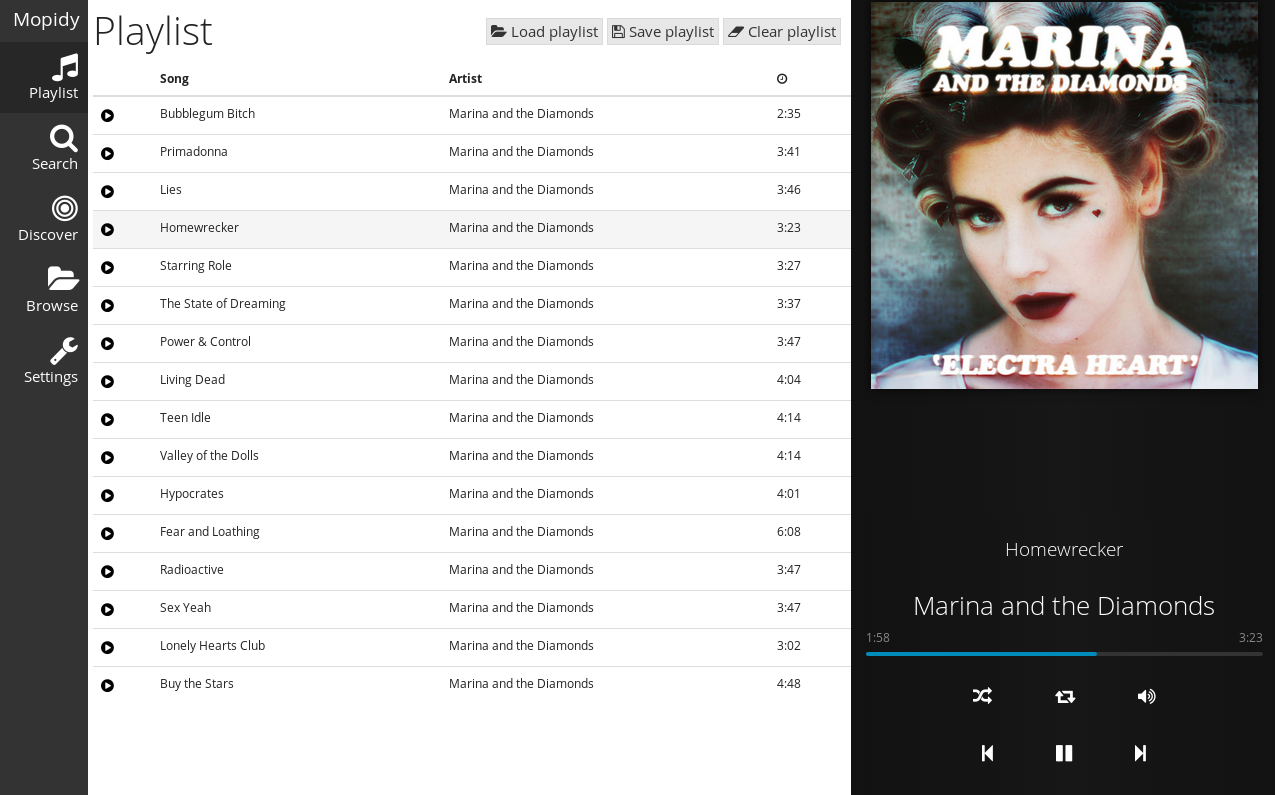 Mopidy
Playlist
Search
Discover
Browse
Settings
Playlist
Load playlist Save playlist Clear playlist
Song Artist
Bubblegum Bitch Marina and the Diamonds 2:35
Primadonna Marina and the Diamonds 3:41
Lies Marina and the Diamonds 3:46
Homewrecker Marina and the Diamonds 3:23
Starring Role Marina and the Diamonds 3:27
The State of Dreaming Marina and the Diamonds 3:37
Power & Control Marina and the Diamonds 3:47
Living Dead Marina and the Diamonds 4:04
Teen Idle Marina and the Diamonds 4:14
Valley of the Dolls Marina and the Diamonds 4:14
Hypocrates Marina and the Diamonds 4:01
Fear and Loathing Marina and the Diamonds 6:08
Radioactive Marina and the Diamonds 3:47
Sex Yeah Marina and the Diamonds 3:47
Lonely Hearts Club Marina and the Diamonds 3:02
Buy the Stars Marina and the Diamonds 4:48
MARINA
AND THE DIAMONDS
‘ELECTRA HEART’
Homewrecker
Marina and the Diamonds
1:58 3:23